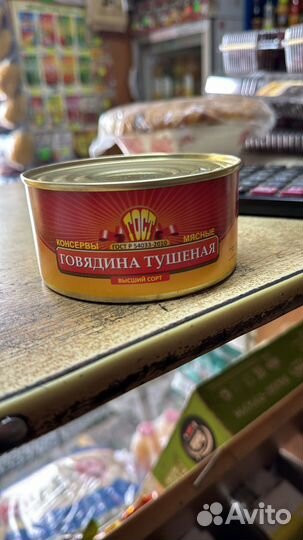 ГОСТ
КОНСЕРВЫ МЯСНЫЕ
ГОСТ Р 54033-2010
ГОВЯДИНА ТУШЕНАЯ
ВЫСШИЙ СОРТ
Avito